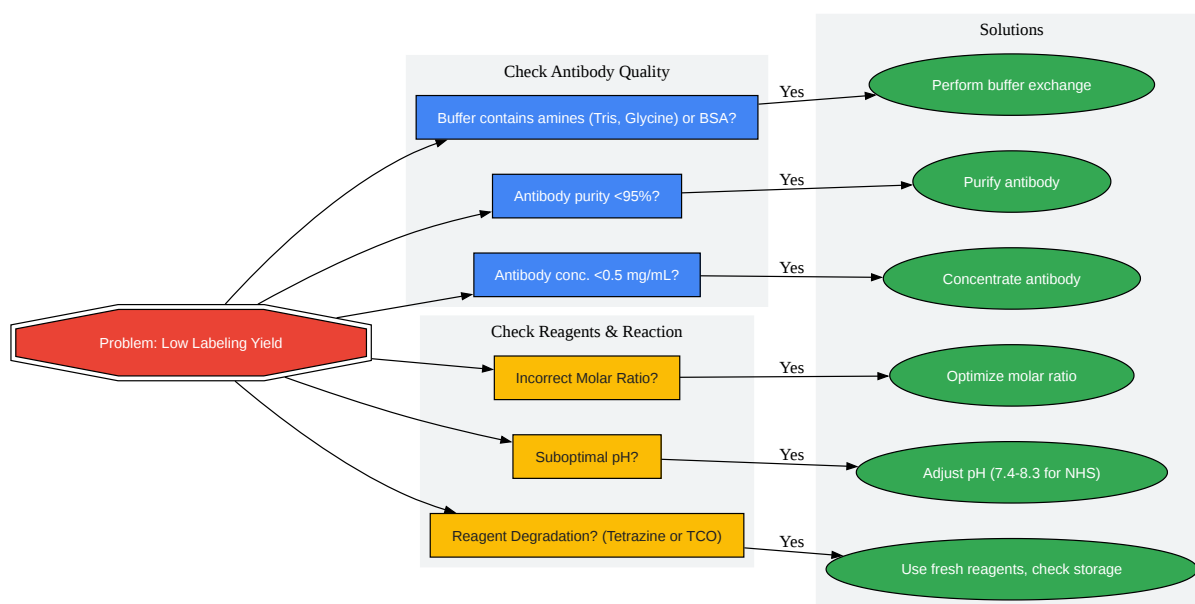 Problem: Low Labeling Yield
Check Antibody Quality
Buffer contains amines (Tris, Glycine) or BSA?
Antibody purity <95%?
Antibody conc. <0.5 mg/mL?
Check Reagents & Reaction
Incorrect Molar Ratio?
Suboptimal pH?
Reagent Degradation? (Tetrazine or TCO)
Yes
Yes
Yes
Yes
Yes
Yes
Solutions
Perform buffer exchange
Purify antibody
Concentrate antibody
Optimize molar ratio
Adjust pH (7.4-8.3 for NHS)
Use fresh reagents, check storage